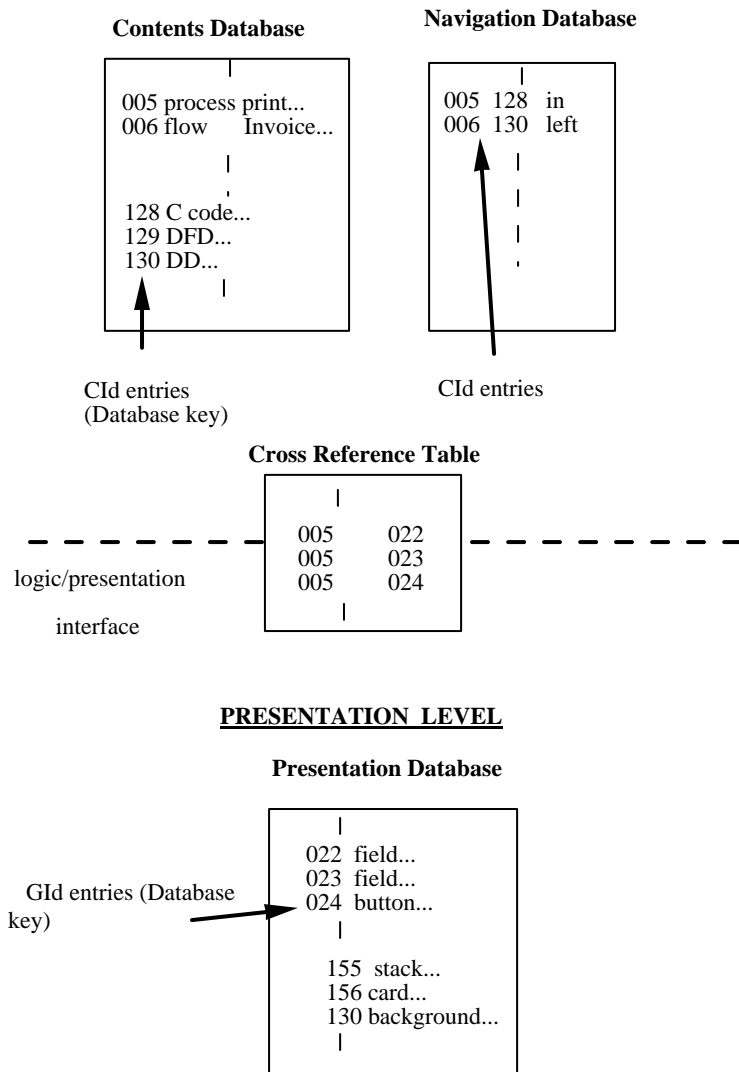 Contents Database
Navigation Database
005 process print...
006 flow Invoice...
128 C code...
129 DFD...
130 DD...
005 128 in
006 130 left
CId entries
(Database key)
CId entries
Cross Reference Table
005 022
005 023
005 024
logic/presentation
interface
PRESENTATION LEVEL
Presentation Database
022 field...
023 field...
024 button...
155 stack...
156 card...
130 background...
GId entries (Database
key)